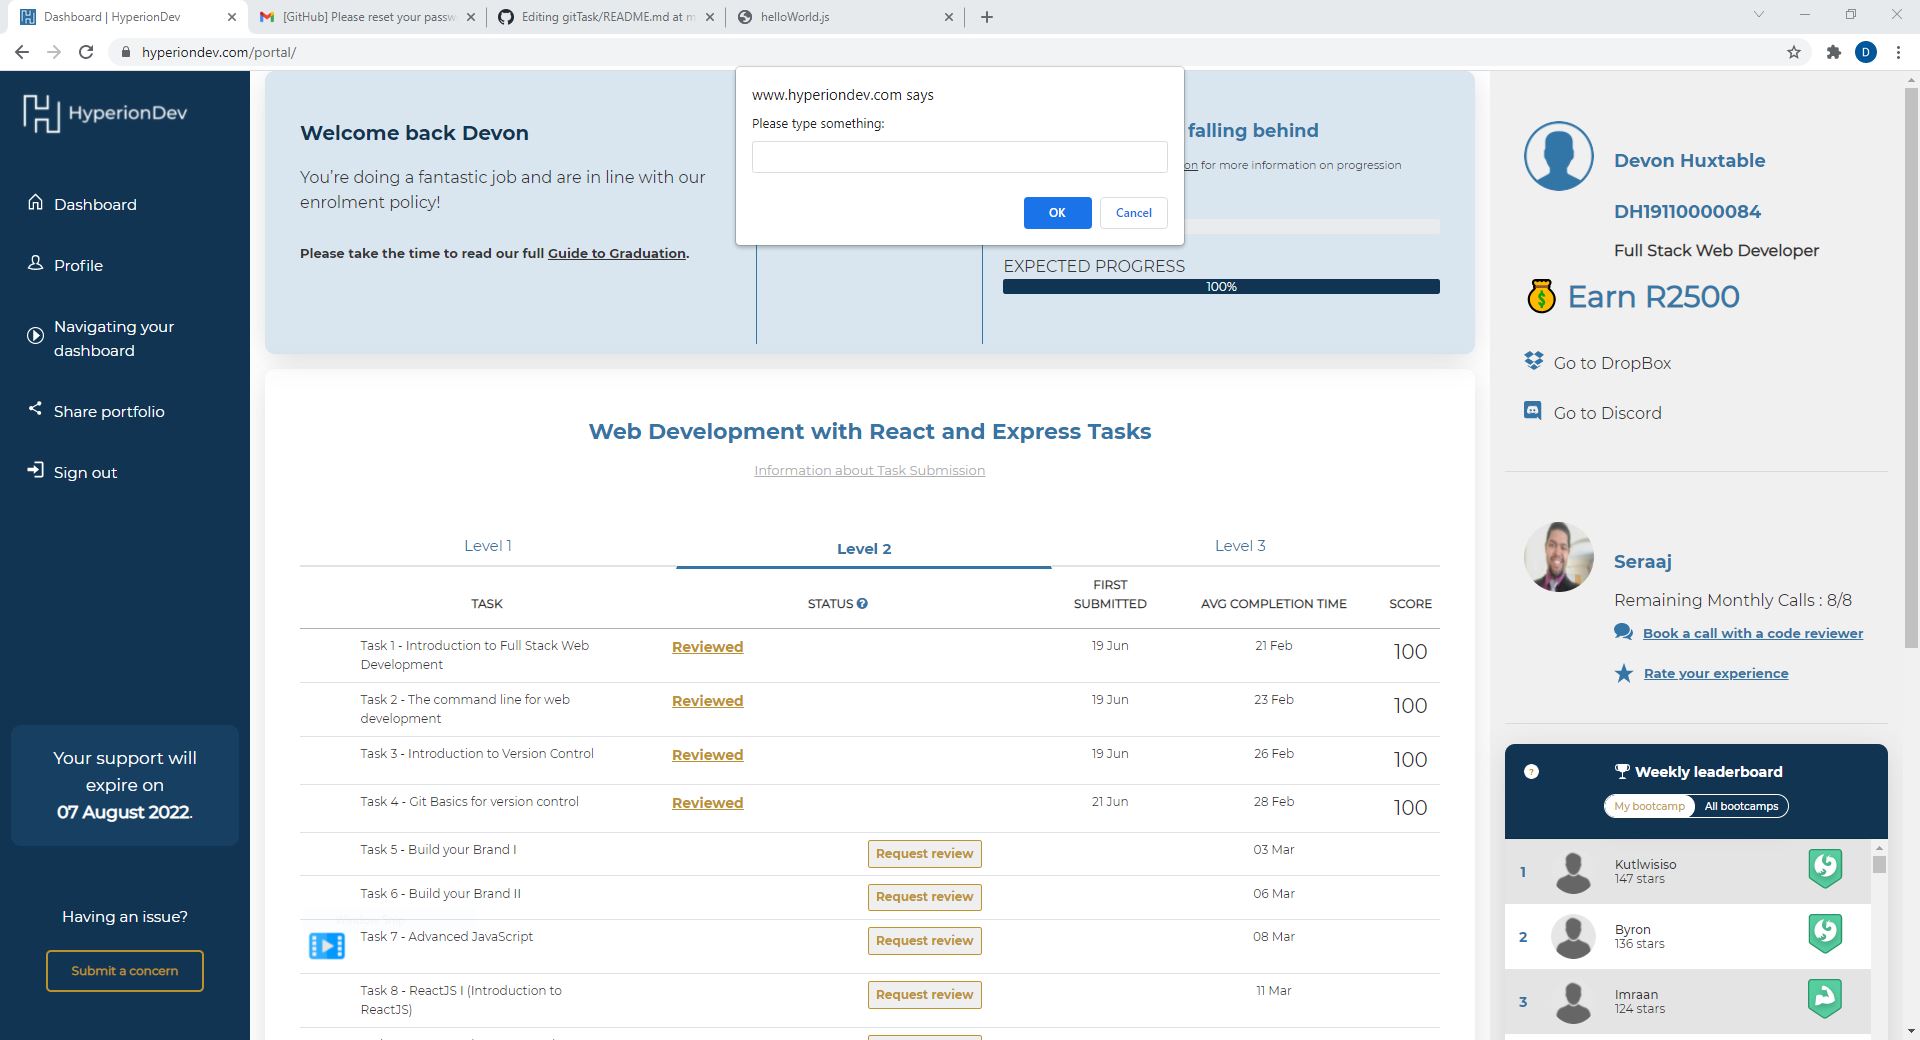 Dashboard | HyperionDev
[GitHub] Please reset your passw
Editing gitTask/README.md at m
helloWorld.js
hyperiondev.com/portal/
D
HyperionDev
Dashboard
Profile
Navigating your
dashboard
Share portfolio
Sign out
Your support will
expire on
07 August 2022.
Having an issue?
Submit a concern
Welcome back Devon
You're doing a fantastic job and are in line with our
enrolment policy!
Please take the time to read our full Guide to Graduation.
www.hyperiondev.com says
Please type something:
OK
Cancel
falling behind
on for more information on progression
EXPECTED PROGRESS
100%
Web Development with React and Express Tasks
Information about Task Submission
Level 1
Level 2
Level 3
TASK
STATUS ?
FIRST
SUBMITTED
AVG COMPLETION TIME
SCORE
Task 1 - Introduction to Full Stack Web
Development
Reviewed
19 Jun
21 Feb
100
Task 2 - The command line for web
development
Reviewed
19 Jun
23 Feb
100
Task 3 - Introduction to Version Control
Reviewed
19 Jun
26 Feb
100
Task 4 - Git Basics for version control
Reviewed
21 Jun
28 Feb
100
Task 5 - Build your Brand I
Request review
03 Mar
Task 6 - Build your Brand II
Request review
06 Mar
Task 7 - Advanced JavaScript
Request review
08 Mar
Task 8 - ReactJS I (Introduction to
ReactJS)
Request review
11 Mar
Devon Huxtable
DH19110000084
Full Stack Web Developer
Earn R2500
Go to DropBox
Go to Discord
Seraaj
Remaining Monthly Calls : 8/8
Book a call with a code reviewer
Rate your experience
?
Weekly leaderboard
My bootcamp
All bootcamps
1
Kutlwisiso
147 stars
2
Byron
136 stars
3
Imraan
124 stars